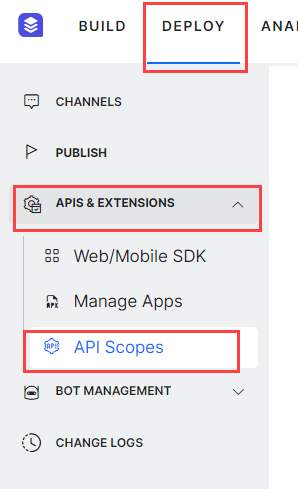 BUILD DEPLOY ANA
CHANNELS
PUBLISH
APIS & EXTENSIONS
Web/Mobile SDK
Manage Apps
API Scopes
BOT MANAGEMENT
CHANGE LOGS